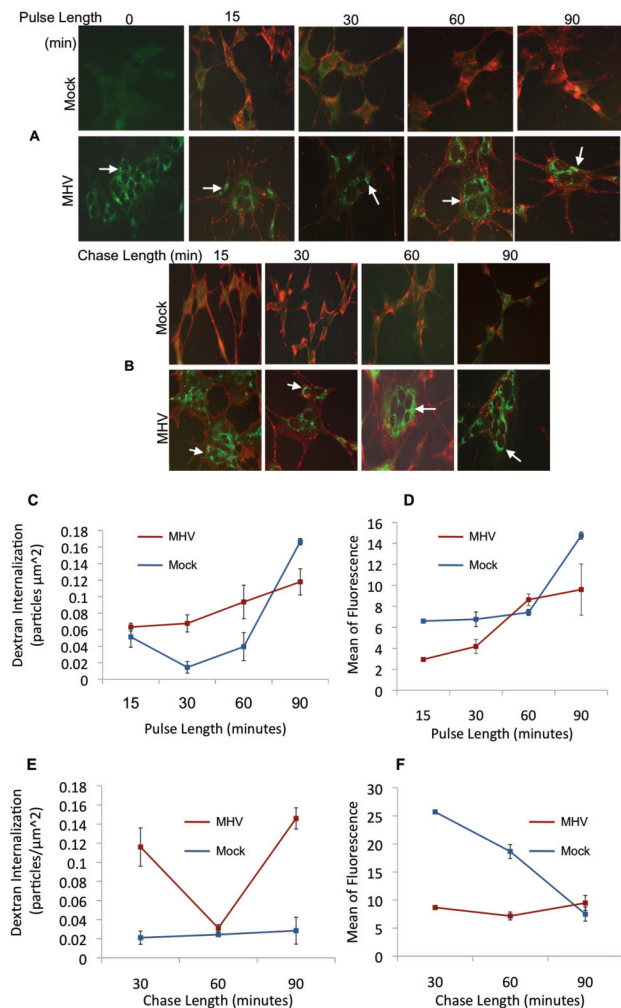 Pulse Length 0 15 30 60 90
(min)
Mock
A
MHV
Chase Length (min) 15 30 60 90
Mock
B
MHV
C
Dextran Internalization
(particles µm^2)
0.18
0.16
0.14
0.12
0.1
0.08
0.06
0.04
0.02
0
MHV
Mock
15 30 60 90
Pulse Length (minutes)
D
Mean of Fluorescence
16
14
12
10
8
6
4
2
0
MHV
Mock
15 30 60 90
Pulse Length (minutes)
E
Dextran Internalization
(particles/µm^2)
0.18
0.16
0.14
0.12
0.1
0.08
0.06
0.04
0.02
0
MHV
Mock
30 60 90
Chase Length (minutes)
F
Mean of Fluorescence
30
25
20
15
10
5
0
MHV
Mock
30 60 90
Chase Length (minutes)